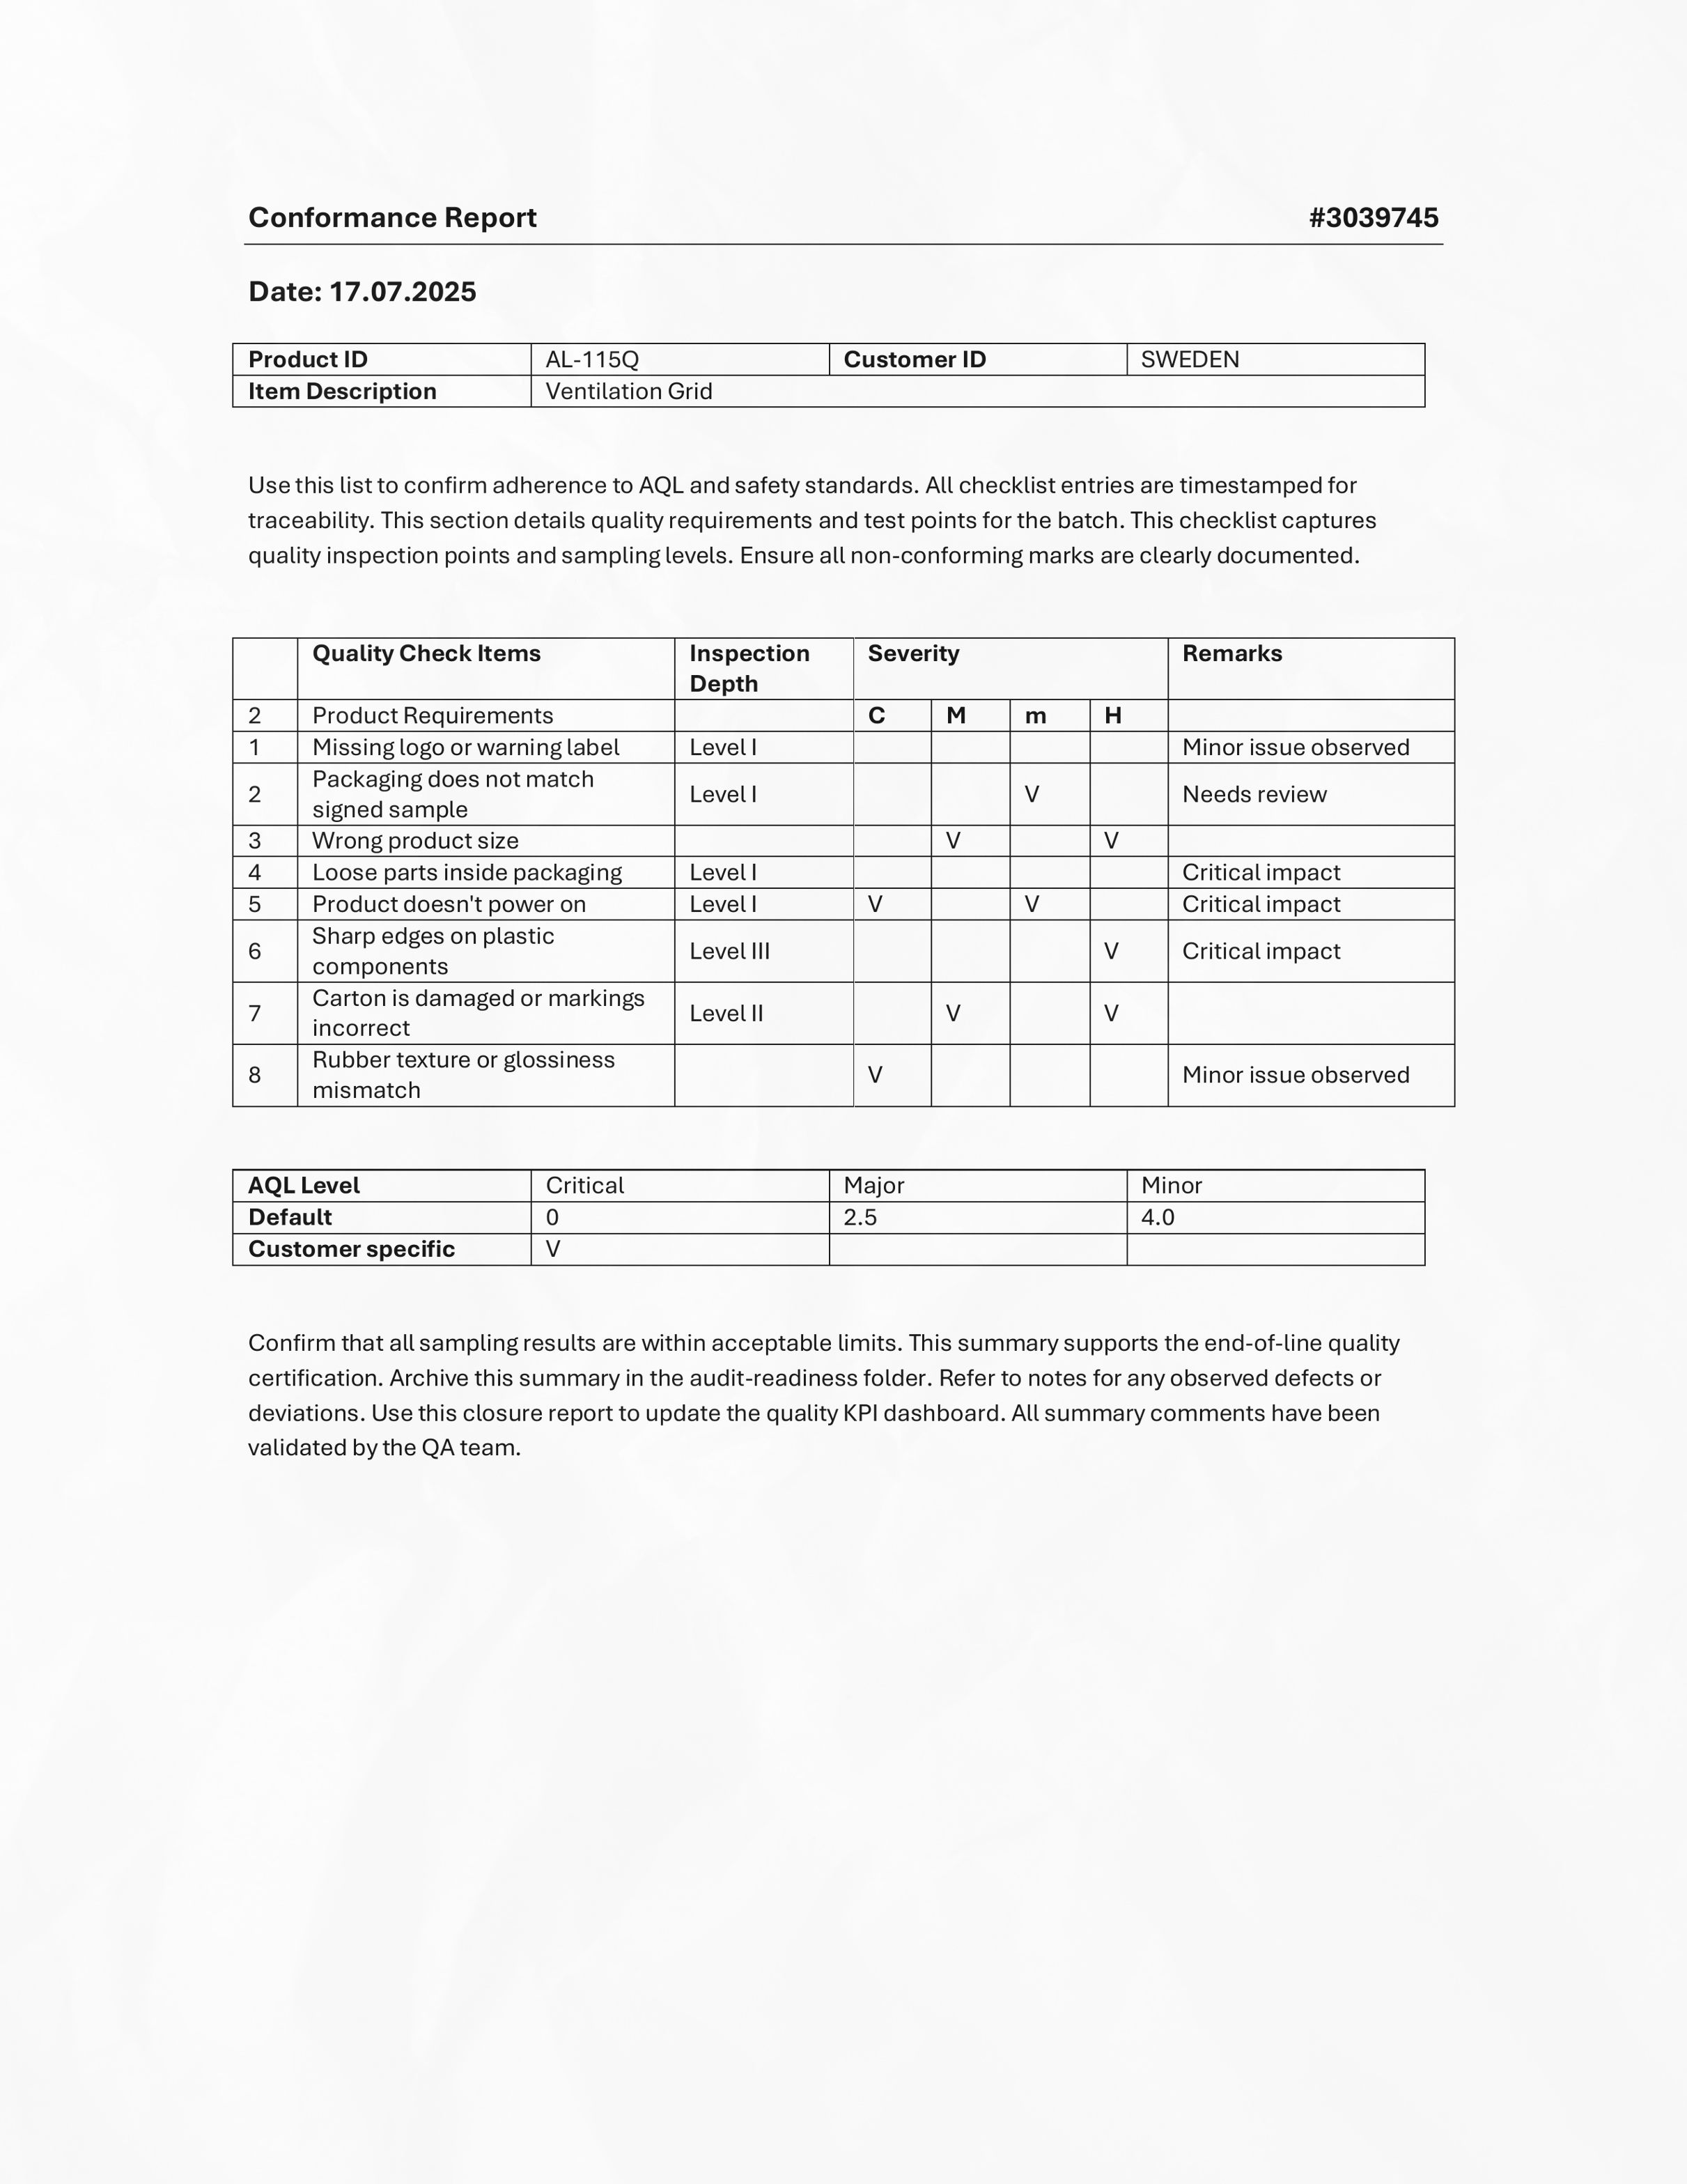 Conformance Report #3039745
Date: 17.07.2025
Product ID AL-115Q Customer ID SWEDEN
Item Description Ventilation Grid
Use this list to confirm adherence to AQL and safety standards. All checklist entries are timestamped for
traceability. This section details quality requirements and test points for the batch. This checklist captures
quality inspection points and sampling levels. Ensure all non-conforming marks are clearly documented.
Quality Check Items Inspection Depth Severity Remarks
2 Product Requirements C M m H
1 Missing logo or warning label Level I Minor issue observed
2 Packaging does not match signed sample Level I V Needs review
3 Wrong product size V V
4 Loose parts inside packaging Level I Critical impact
5 Product doesn't power on Level I V V Critical impact
6 Sharp edges on plastic components Level III V Critical impact
7 Carton is damaged or markings incorrect Level II V V
8 Rubber texture or glossiness mismatch V Minor issue observed
AQL Level Critical Major Minor
Default 0 2.5 4.0
Customer specific V
Confirm that all sampling results are within acceptable limits. This summary supports the end-of-line quality
certification. Archive this summary in the audit-readiness folder. Refer to notes for any observed defects or
deviations. Use this closure report to update the quality KPI dashboard. All summary comments have been
validated by the QA team.